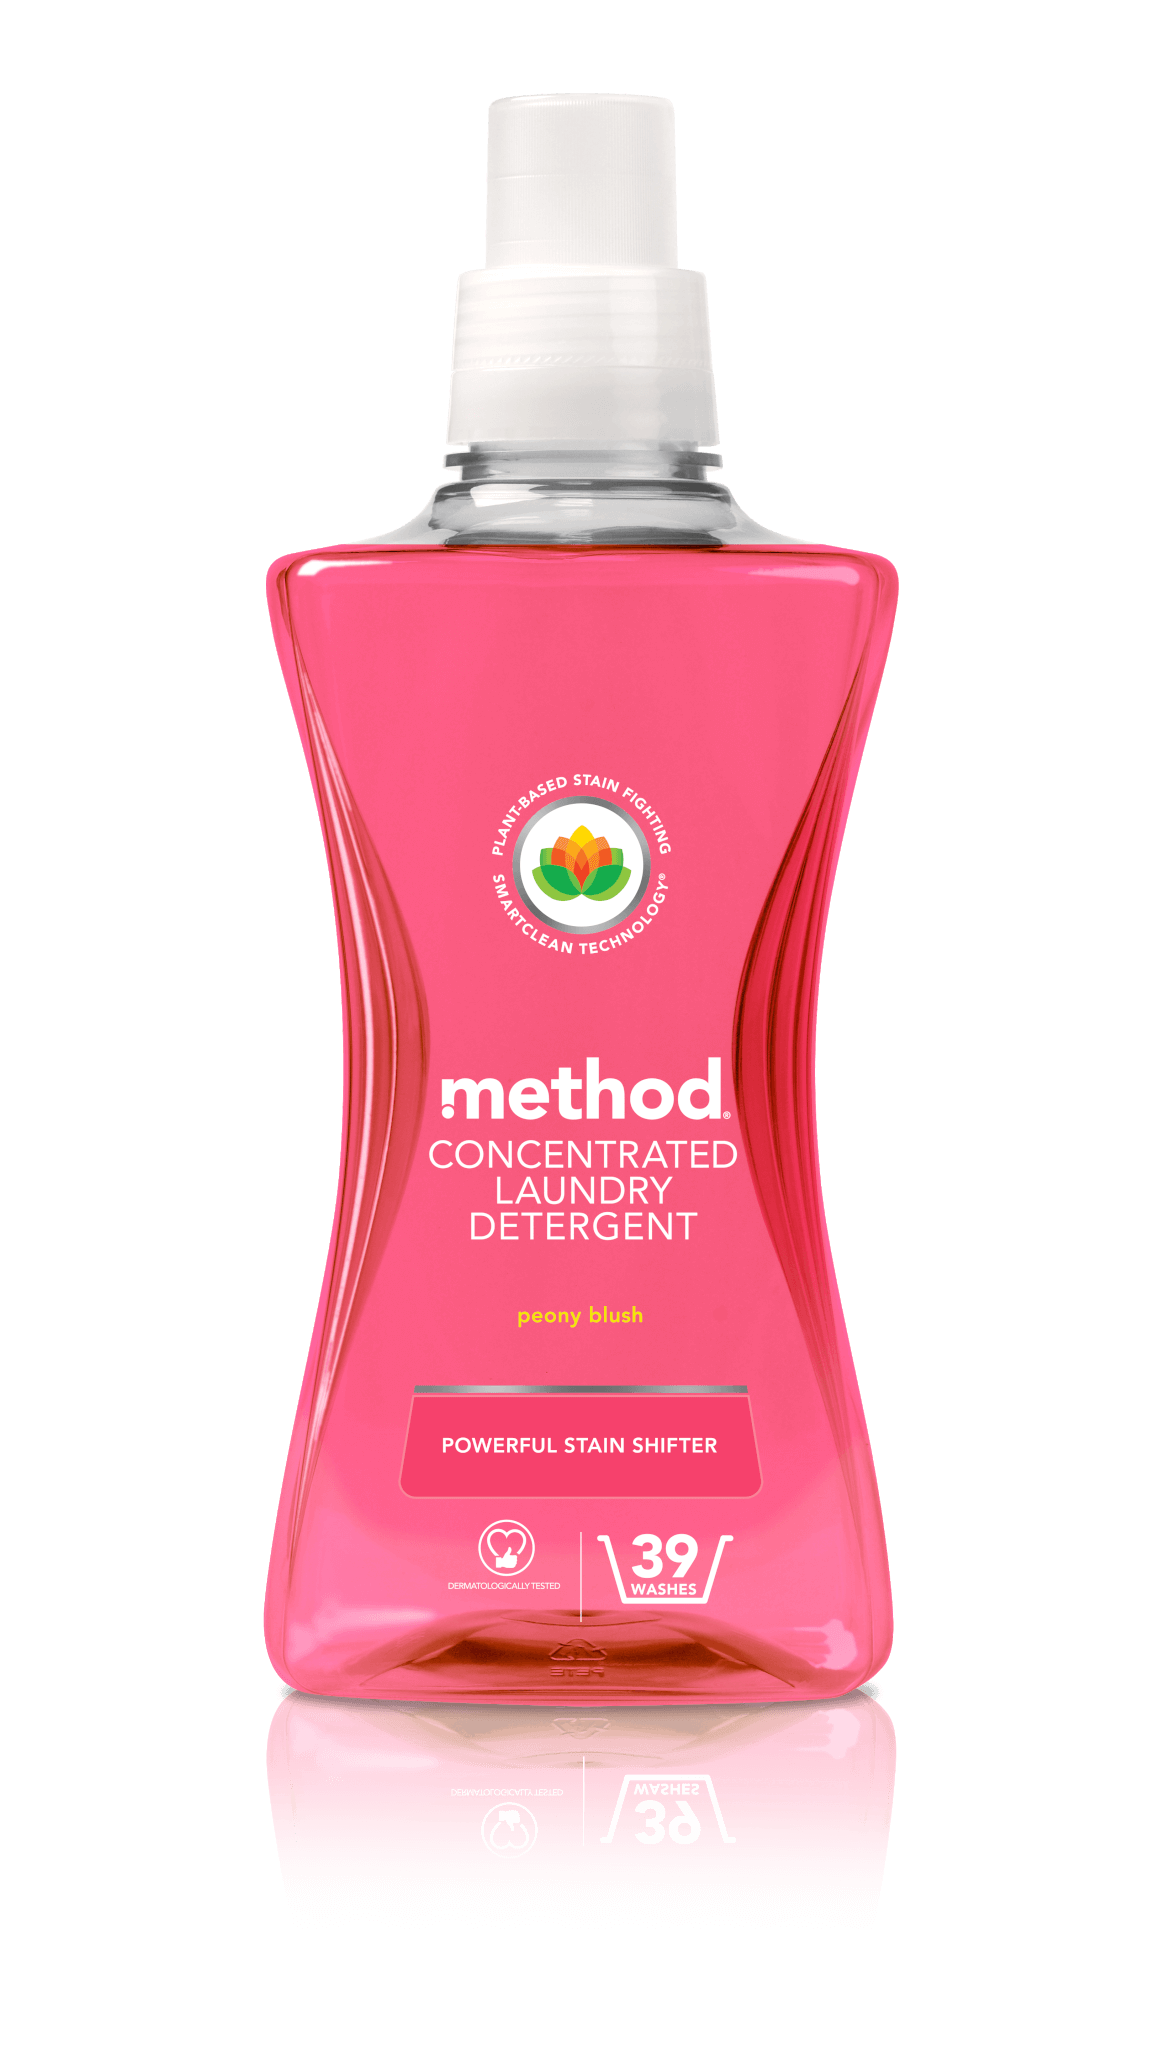 PLANT-BASED STAIN FIGHTING
SMARTCLEAN TECHNOLOGY®
method®
CONCENTRATED
LAUNDRY
DETERGENT
peony blush
POWERFUL STAIN SHIFTER
DERMATOLOGICALLY TESTED
39
WASHES
PETE